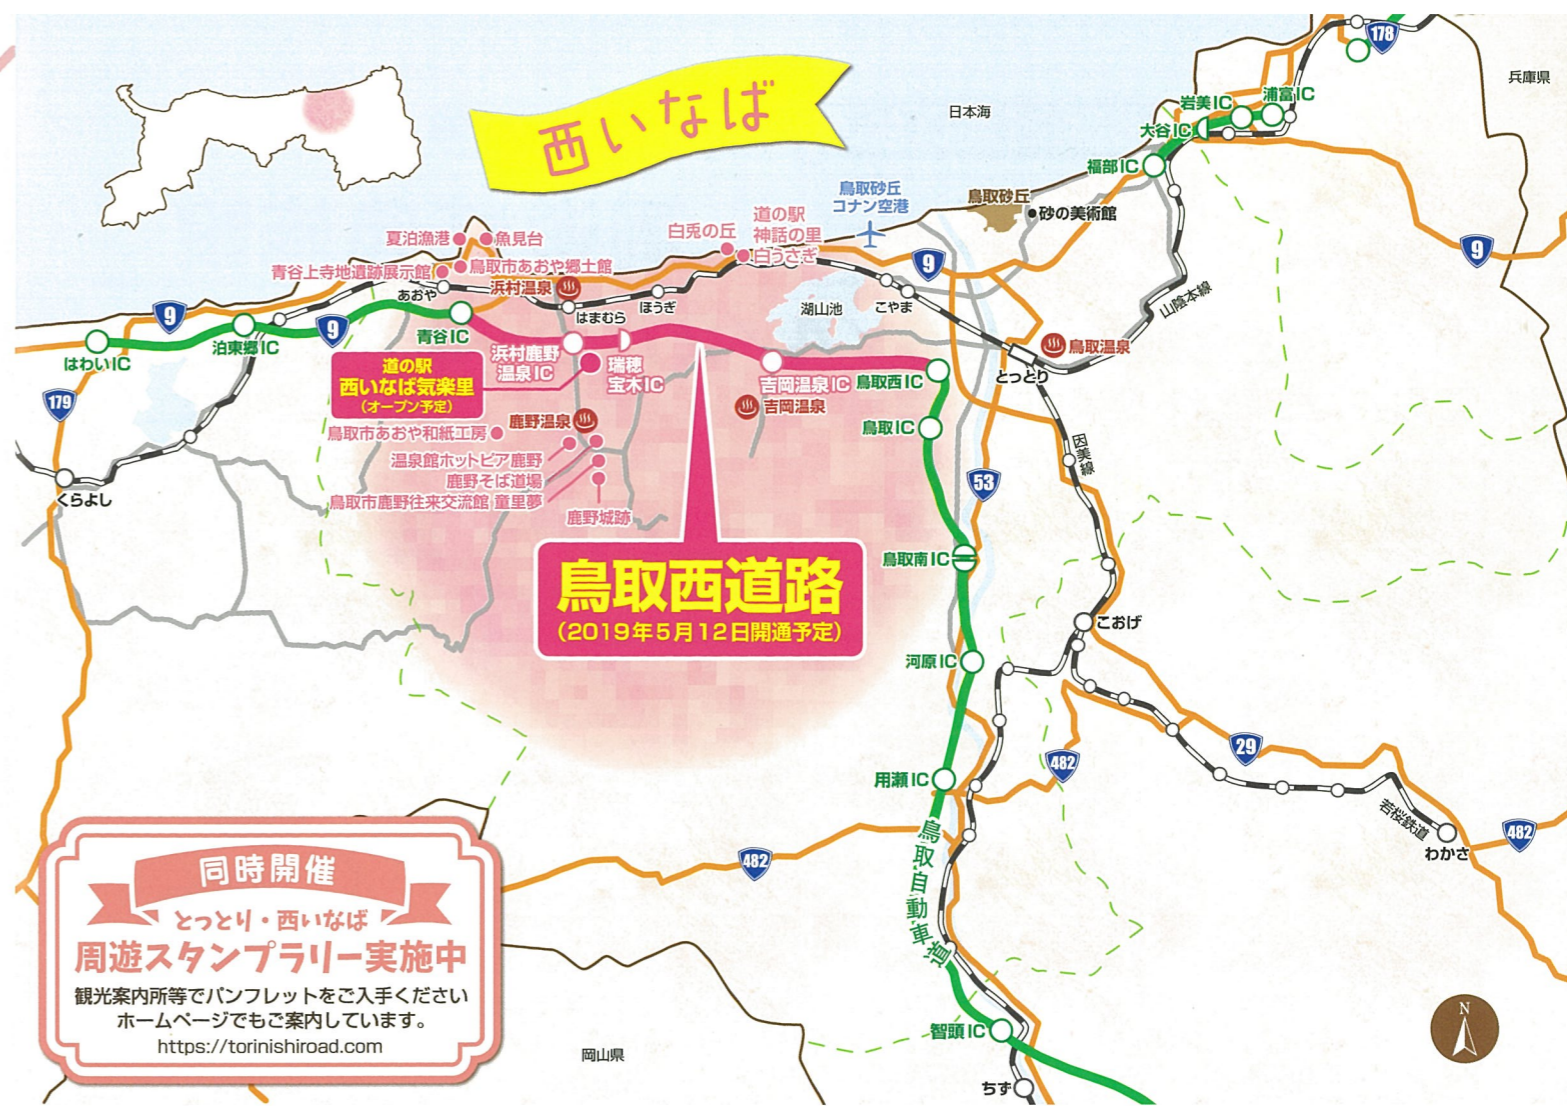 西いなば
日本海
兵庫県
178
岩美IC
浦富IC
大谷IC
福部IC
鳥取砂丘
コナン空港
鳥取砂丘
砂の美術館
道の駅
神話の里
白うさぎ
白兎の丘
夏泊漁港
魚見台
青谷上寺地遺跡展示館
鳥取市あおや郷土館
浜村温泉
あおや
はまむら
ほうぎ
湖山池
こやま
9
9
山陰本線
9
9
はわいIC
泊東郷IC
青谷IC
浜村鹿野
温泉IC
瑞穂
宝木IC
吉岡温泉IC
鳥取西IC
鳥取温泉
とっとり
道の駅
西いなば気楽里
(オープン予定)
179
吉岡温泉
鳥取IC
鹿野温泉
鳥取市あおや和紙工房
温泉館ホットピア鹿野
鹿野そば道場
鳥取市鹿野往来交流館 童里夢
鹿野城跡
くらよし
因美線
53
鳥取西道路
(2019年5月12日開通予定)
鳥取南IC
こおげ
河原IC
29
482
用瀬IC
若桜鉄道
わかさ
482
482
鳥取自動車道
智頭IC
ちず
岡山県
N
同時開催
とっとり・西いなば
周遊スタンプラリー実施中
観光案内所等でパンフレットをご入手ください
ホームページでもご案内しています。
https://torinishiroad.com